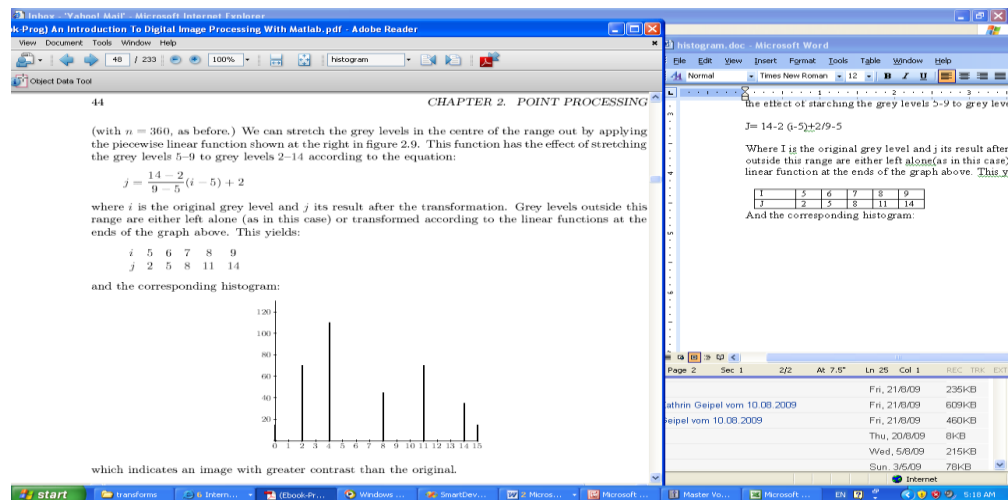 Inbox - 'Yahoo! Mail' - Microsoft Internet Explorer
k-Prog) An Introduction To Digital Image Processing With Matlab.pdf - Adobe Reader
View Document Tools Window Help
48 / 233 100% histogram
Object Data Tool
44 CHAPTER 2. POINT PROCESSING
(with n = 360, as before.) We can stretch the grey levels in the centre of the range out by applying
the piecewise linear function shown at the right in figure 2.9. This function has the effect of stretching
the grey levels 5–9 to grey levels 2–14 according to the equation:
j = 14 − 2 / 9 − 5 (i − 5) + 2
where i is the original grey level and j its result after the transformation. Grey levels outside this
range are either left alone (as in this case) or transformed according to the linear functions at the
ends of the graph above. This yields:
i 5 6 7 8 9
j 2 5 8 11 14
and the corresponding histogram:
120
100
80
60
40
20
0 1 2 3 4 5 6 7 8 9 10 11 12 13 14 15
which indicates an image with greater contrast than the original.
histogram.doc - Microsoft Word
File Edit View Insert Format Tools Table Window Help
Normal Times New Roman 12 B I U
the effect of starching the grey levels 5-9 to grey leve
J= 14-2 (i-5)+2/9-5
Where I is the original grey level and j its result after
outside this range are either left alone(as in this case)
linear function at the ends of the graph above. This y
I 5 6 7 8 9
J 2 5 8 11 14
And the corresponding histogram:
Page 2 Sec 1 2/2 At 7.5" Ln 25 Col 1 REC TRK EXT
Fri, 21/8/09 235KB
athrin Geipel vom 10.08.2009 Fri, 21/8/09 609KB
Geipel vom 10.08.2009 Fri, 21/8/09 460KB
Thu, 20/8/09 8KB
Wed, 5/8/09 215KB
Sun, 3/5/09 78KB
Internet
start transforms 6 Intern... (Ebook-Pr... Windows ... SmartDev... 2 Micros... Microsoft ... Master Vo... Microsoft ... EN 5:18 AM